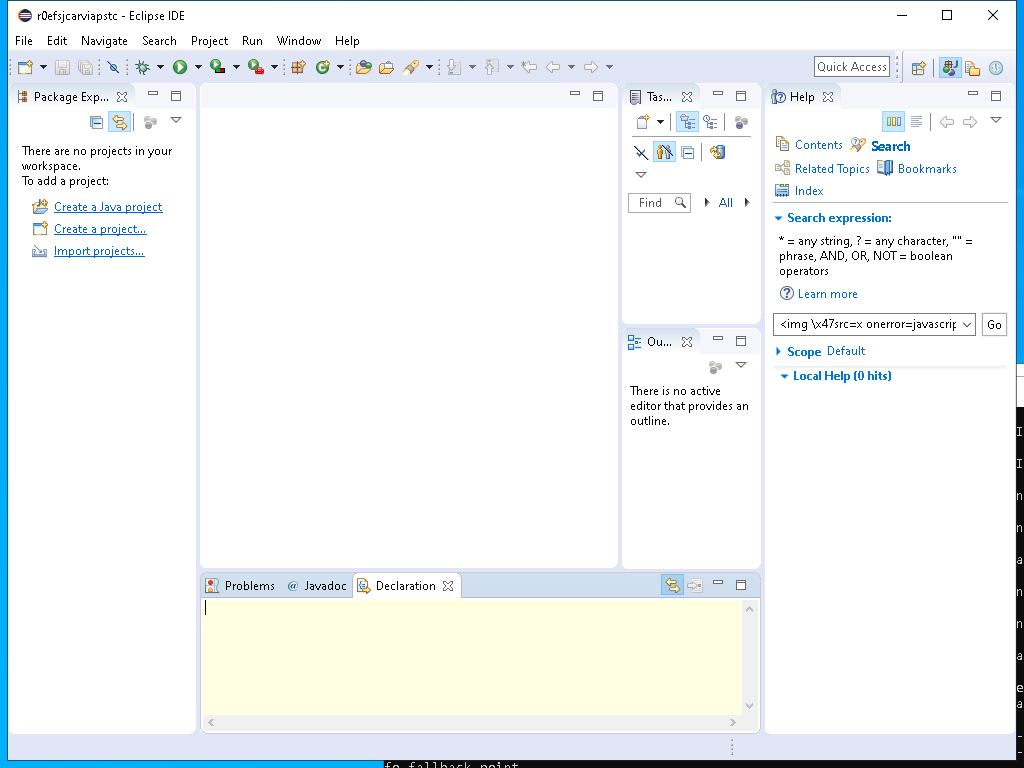 r0efsjcarviapstc - Eclipse IDE
File Edit Navigate Search Project Run Window Help
Quick Access
Package Exp...
There are no projects in your
workspace.
To add a project:
Create a Java project
Create a project...
Import projects...
Tas...
Find
All
Ou...
There is no active
editor that provides an
outline.
Help
Contents Search
Related Topics Bookmarks
Index
Search expression:
* = any string, ? = any character, "" =
phrase, AND, OR, NOT = boolean
operators
Learn more
<img \x47src=x onerror=javascrip
Go
Scope Default
Local Help (0 hits)
Problems @ Javadoc Declaration
fo fallback point